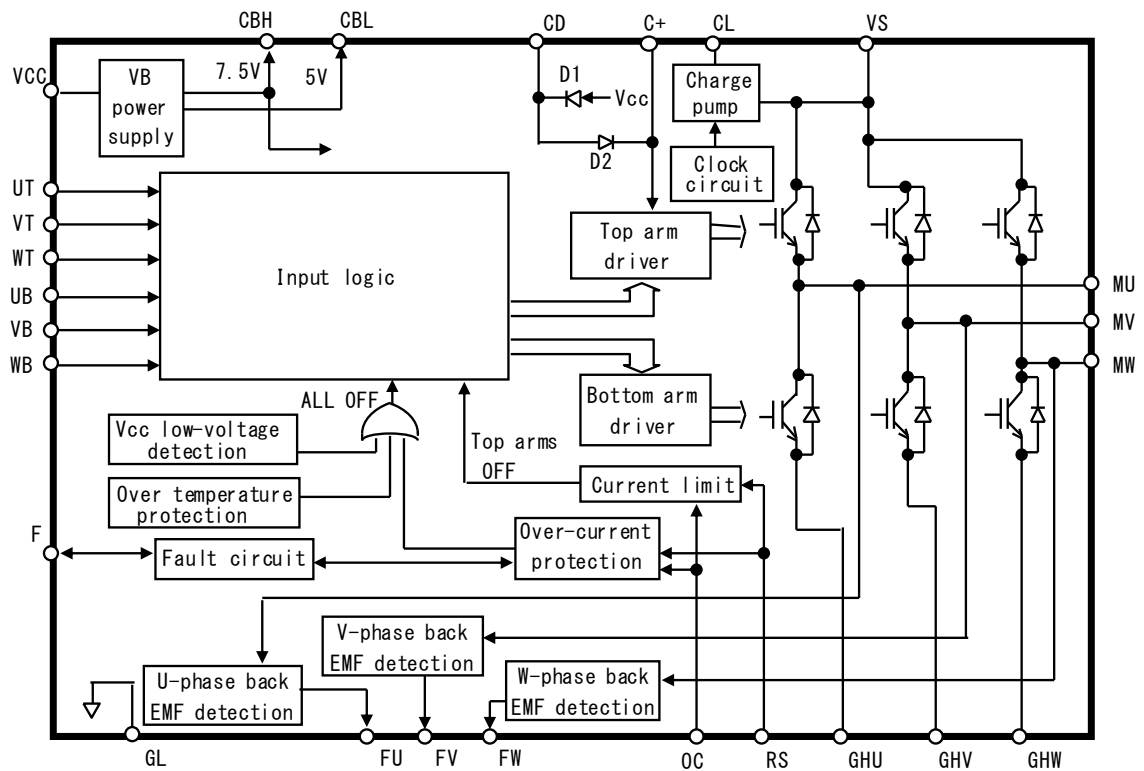 CBH CBL CD C+ CL VS
VCC
VB
power
supply
7.5V
5V
D1
Vcc
D2
Charge
pump
Clock
circuit
UT
VT
WT
UB
VB
WB
Input logic
Top arm
driver
MU
MV
MW
Bottom arm
driver
ALL OFF
Vcc low-voltage
detection
Top arms
OFF
Over temperature
protection
Current limit
F
Fault circuit
Over-current
protection
V-phase back
EMF detection
U-phase back
EMF detection
W-phase back
EMF detection
GL FU FV FW OC RS GHU GHV GHW